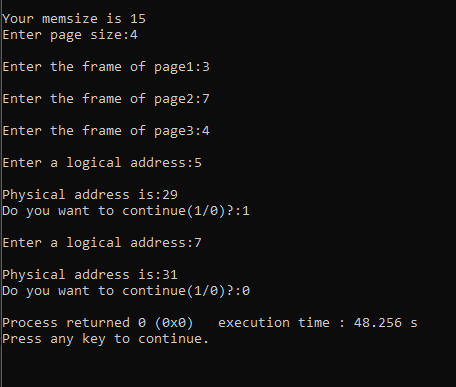 Your memsize is 15
Enter page size:4
Enter the frame of page1:3
Enter the frame of page2:7
Enter the frame of page3:4
Enter a logical address:5
Physical address is:29
Do you want to continue(1/0)?:1
Enter a logical address:7
Physical address is:31
Do you want to continue(1/0)?:0
Process returned 0 (0x0)   execution time : 48.256 s
Press any key to continue.